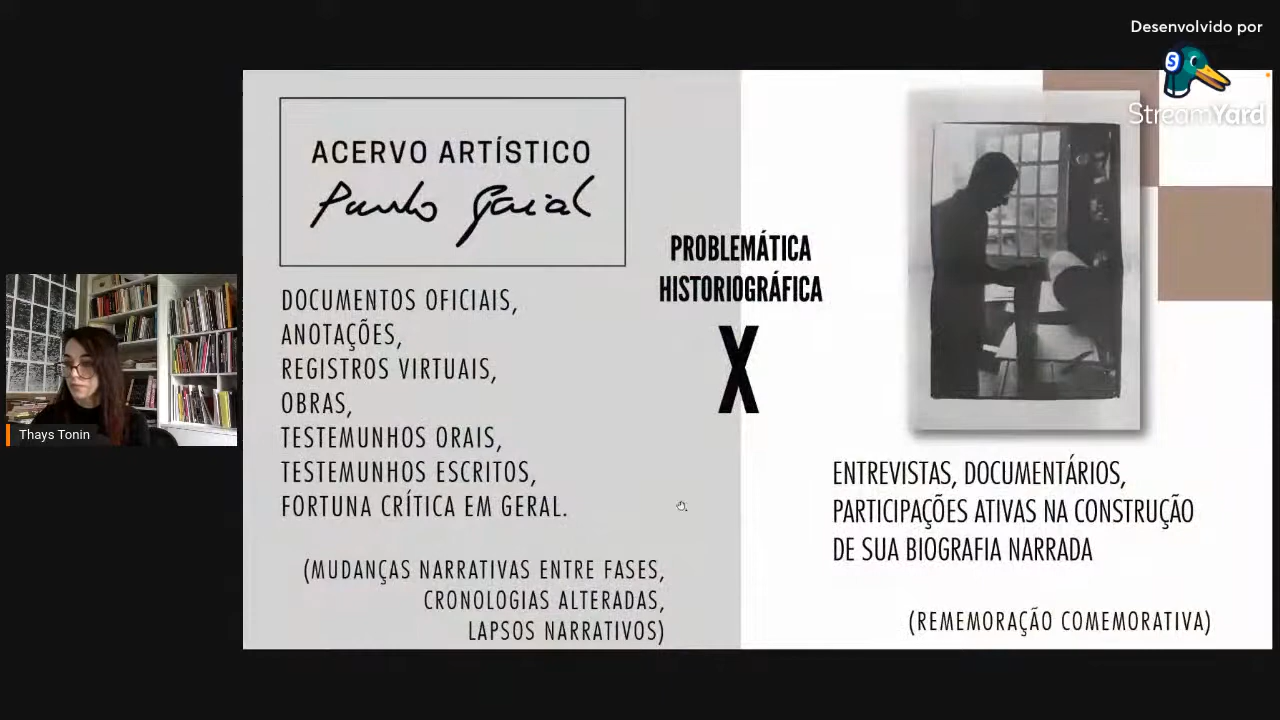 Desenvolvido por
StreamYard
ACERVO ARTÍSTICO
PROBLEMÁTICA
HISTORIOGRÁFICA
X
DOCUMENTOS OFICIAIS,
ANOTAÇÕES,
REGISTROS VIRTUAIS,
OBRAS,
TESTEMUNHOS ORAIS,
TESTEMUNHOS ESCRITOS,
FORTUNA CRÍTICA EM GERAL.
(MUDANÇAS NARRATIVAS ENTRE FASES,
CRONOLOGIAS ALTERADAS,
LAPSOS NARRATIVOS)
ENTREVISTAS, DOCUMENTÁRIOS,
PARTICIPAÇÕES ATIVAS NA CONSTRUÇÃO
DE SUA BIOGRAFIA NARRADA
(REMEMORAÇÃO COMEMORATIVA)
Thays Tonin